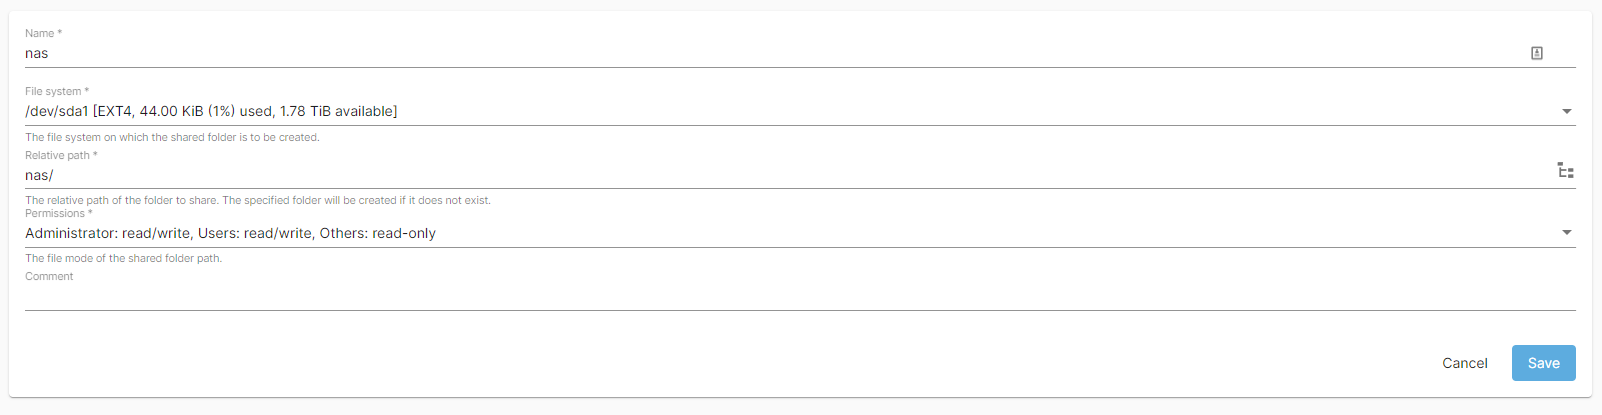 Name *
nas
File system *
/dev/sda1 [EXT4, 44.00 KiB (1%) used, 1.78 TiB available]
The file system on which the shared folder is to be created.
Relative path *
nas/
The relative path of the folder to share. The specified folder will be created if it does not exist.
Permissions *
Administrator: read/write, Users: read/write, Others: read-only
The file mode of the shared folder path.
Comment
Cancel Save